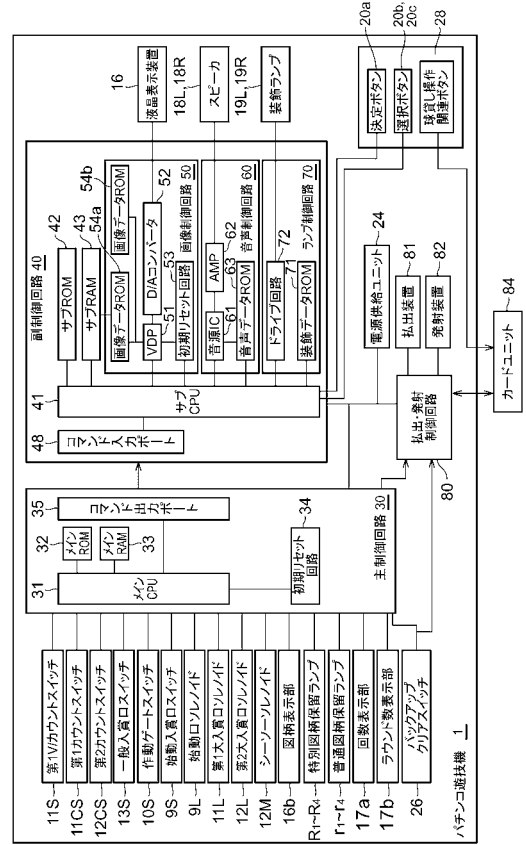 11S 第1V/カウントスイッチ
11CS 第1カウントスイッチ
12CS 第2カウントスイッチ
13S 一般入賞口スイッチ
10S 作動ゲートスイッチ
9S 始動入賞口スイッチ
9L 始動口ソレノイド
11L 第1大入賞口ソレノイド
12L 第2大入賞口ソレノイド
12M シーソーソレノイド
16b 図柄表示部
R₁~R₄ 特別図柄保留ランプ
r₁~r₄ 普通図柄保留ランプ
17a 回数表示部
17b ラウンド数表示部
26 バックアップ
クリアスイッチ
パチンコ遊技機 1
31 メイン
CPU
32 メイン
ROM
メイン
RAM 33
35 コマンド出力ポート
初期リセット
回路 34
主制御回路 30
48 コマンド入力ポート
41 サブ
CPU
副制御回路 40
サブROM 42
サブRAM 43
画像データROM 54a
画像データROM 54b
VDP 51
D/Aコンバータ 52
初期リセット回路 53
画像制御回路 50
音源IC 61
AMP 62
音声データROM 63
音声制御回路 60
ドライブ回路 72
装飾データROM 71
ランプ制御回路 70
16 液晶表示装置
18L,18R スピーカ
19L,19R 装飾ランプ
電源供給ユニット 24
払出装置 81
発射装置 82
払出・発射
制御回路
80
決定ボタン 20a
選択ボタン 20b,
20c
球貸し操作
関連ボタン 28
カードユニット 84